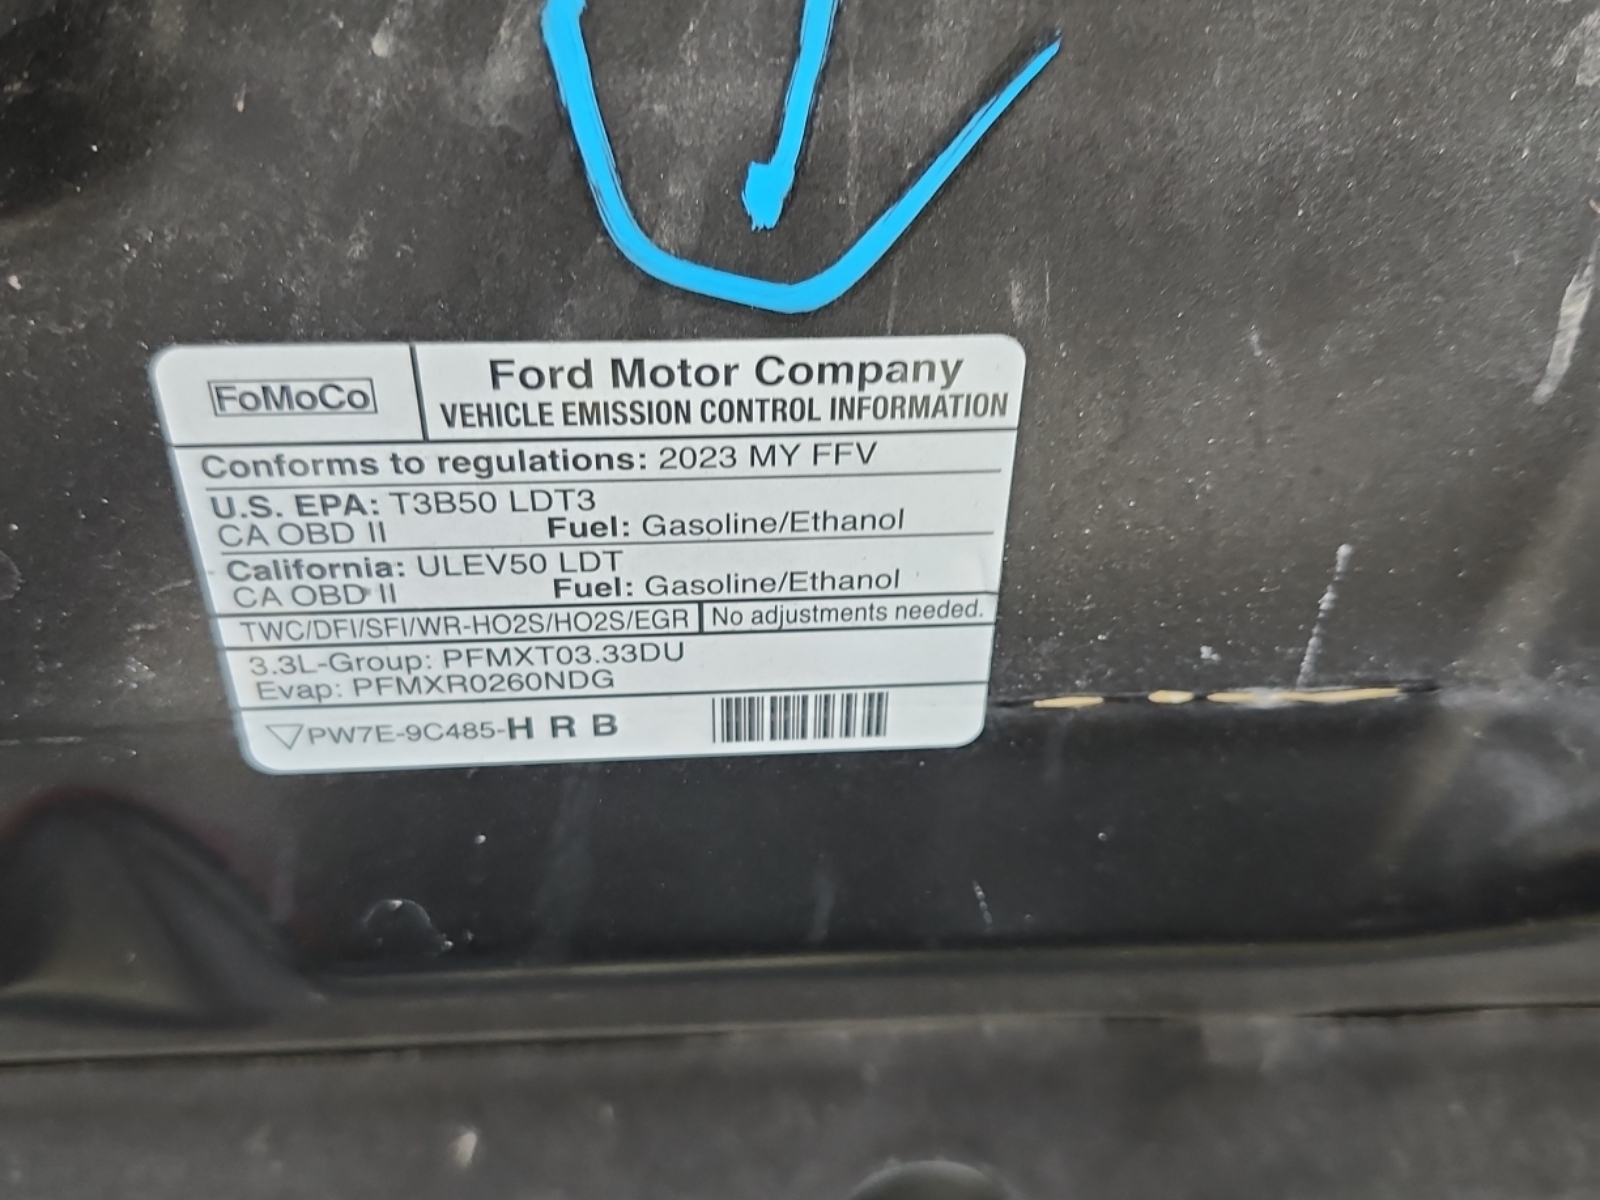 FoMoCo
Ford Motor Company
VEHICLE EMISSION CONTROL INFORMATION
Conforms to regulations: 2023 MY FFV
U.S. EPA: T3B50 LDT3
CA OBD II Fuel: Gasoline/Ethanol
California: ULEV50 LDT
CA OBD II Fuel: Gasoline/Ethanol
TWC/DFI/SFI/WR-HO2S/HO2S/EGR No adjustments needed.
3.3L-Group: PFMXT03.33DU
Evap: PFMXR0260NDG
PW7E-9C485-H R B